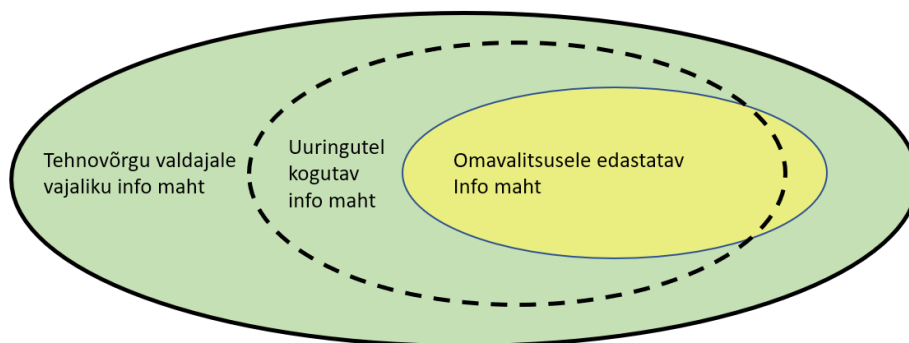 Tehnovõrgu valdajale
vajaliku info maht
Uuringutel
kogutav
info maht
Omavalitsusele edastatav
Info maht